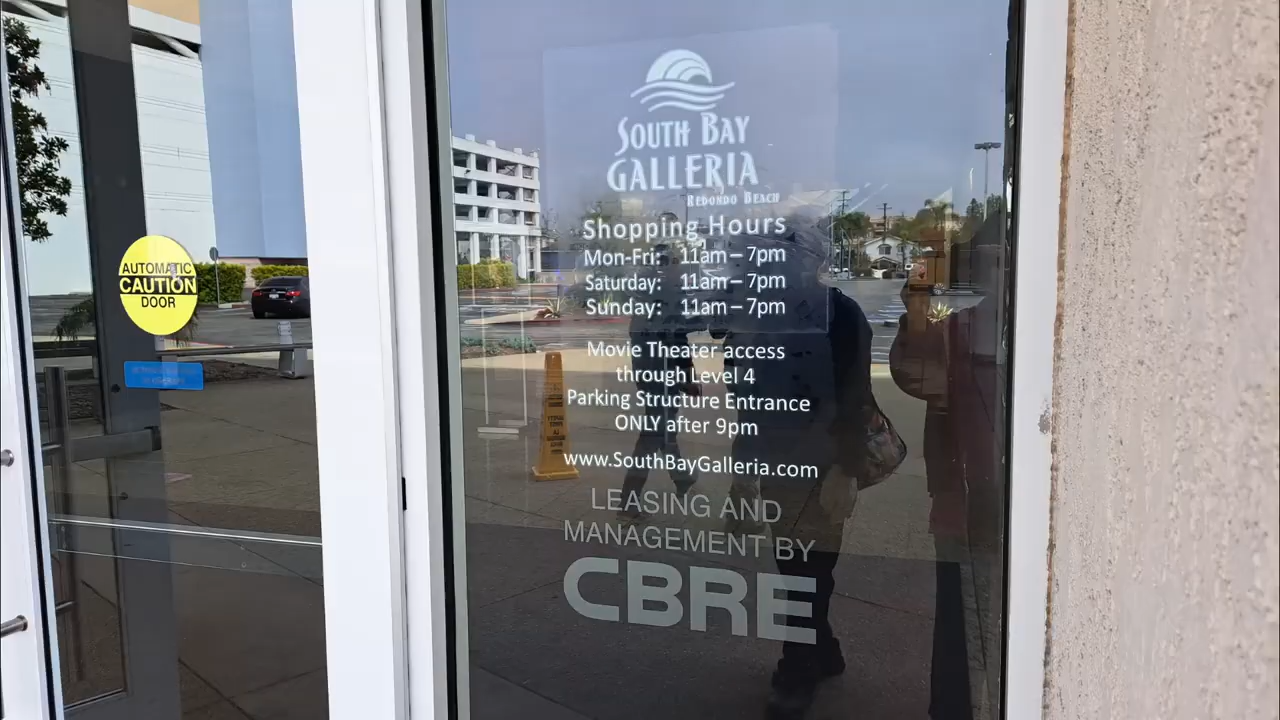 SOUTH BAY
GALLERIA
REDONDO BEACH
Shopping Hours
Mon-Fri: 11am – 7pm
Saturday: 11am – 7pm
Sunday: 11am – 7pm
Movie Theater access
through Level 4
Parking Structure Entrance
ONLY after 9pm
www.SouthBayGalleria.com
LEASING AND
MANAGEMENT BY
CBRE
AUTOMATIC
CAUTION
DOOR